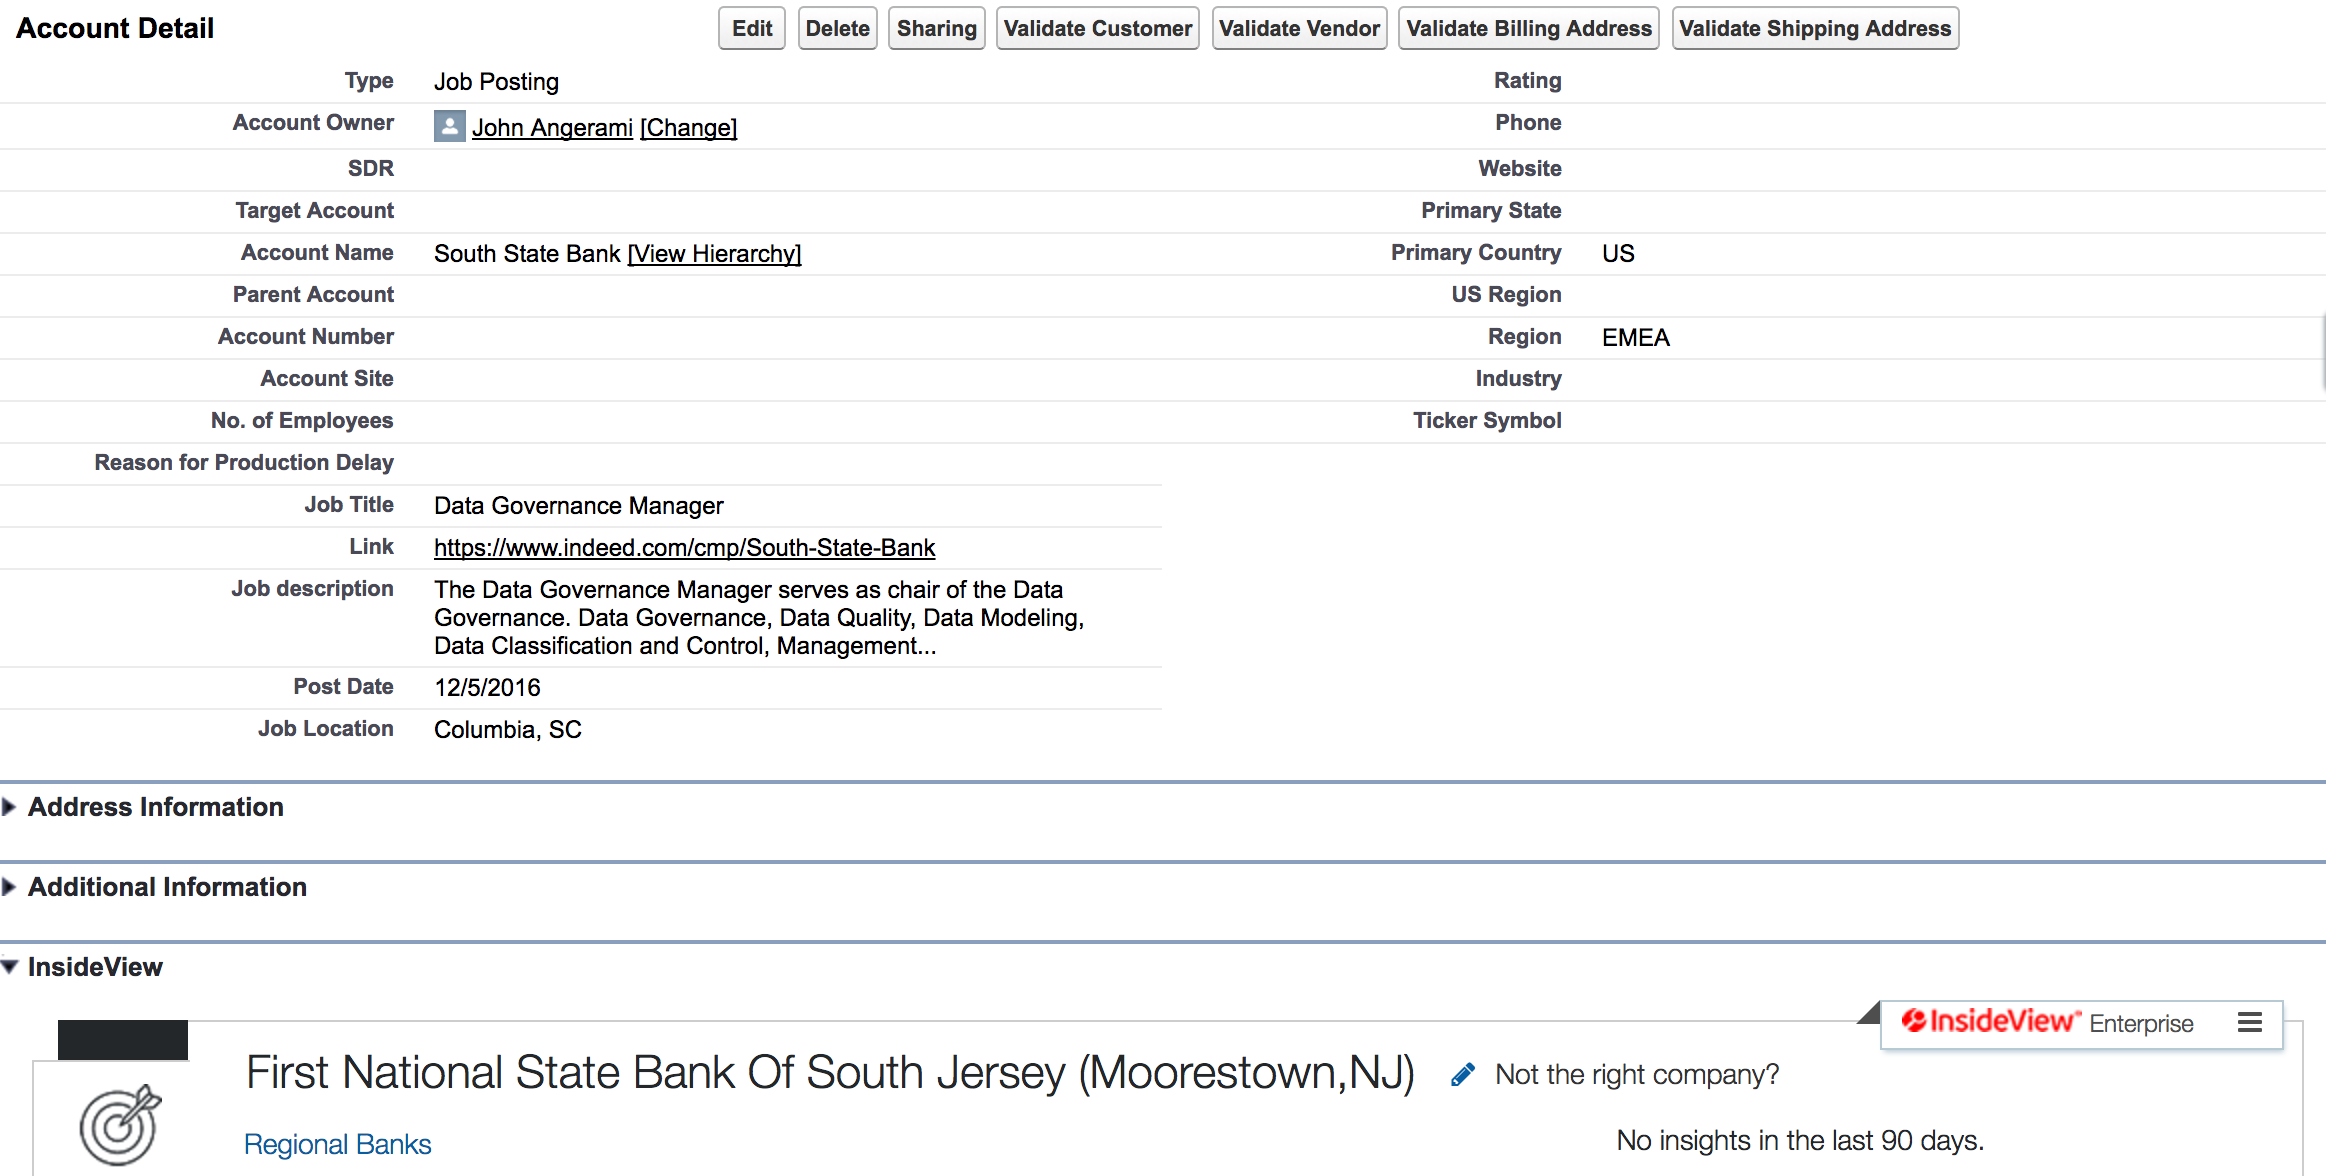 Account Detail
Edit Delete Sharing Validate Customer Validate Vendor Validate Billing Address Validate Shipping Address
Type Job Posting Rating
Account Owner John Angerami [Change] Phone
SDR Website
Target Account Primary State
Account Name South State Bank [View Hierarchy] Primary Country US
Parent Account US Region
Account Number Region EMEA
Account Site Industry
No. of Employees Ticker Symbol
Reason for Production Delay
Job Title Data Governance Manager
Link https://www.indeed.com/cmp/South-State-Bank
Job description The Data Governance Manager serves as chair of the Data
Governance. Data Governance, Data Quality, Data Modeling,
Data Classification and Control, Management...
Post Date 12/5/2016
Job Location Columbia, SC
Address Information
Additional Information
InsideView
InsideView Enterprise
First National State Bank Of South Jersey (Moorestown,NJ) Not the right company?
Regional Banks No insights in the last 90 days.